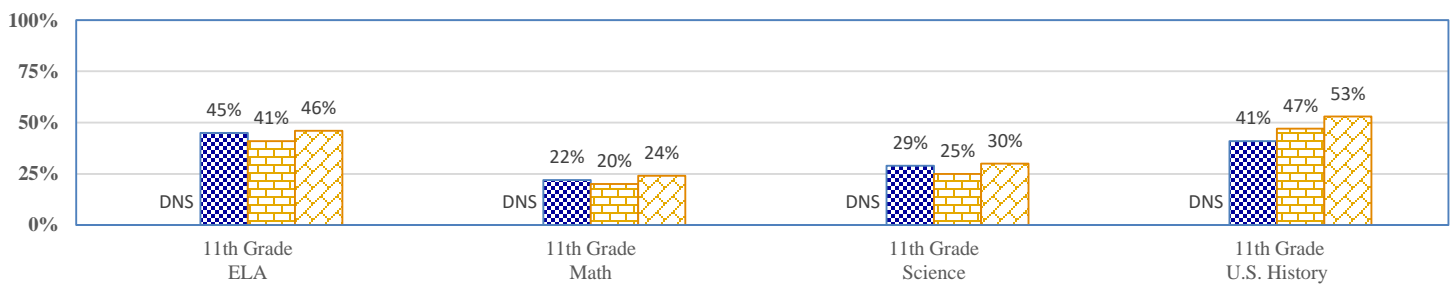 100%
75%
50%
25%
0%
DNS 45% 41% 46%
DNS 22% 20% 24%
DNS 29% 25% 30%
DNS 41% 47% 53%
11th Grade
ELA
11th Grade
Math
11th Grade
Science
11th Grade
U.S. History